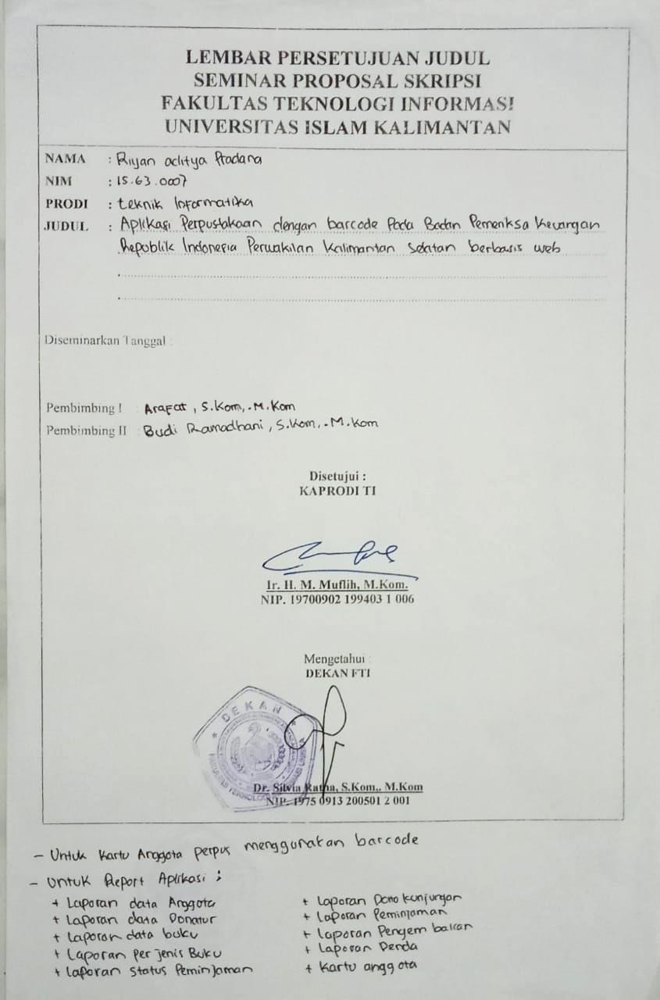 LEMBAR PERSETUJUAN JUDUL
SEMINAR PROPOSAL SKRIPSI
FAKULTAS TEKNOLOGI INFORMASI
UNIVERSITAS ISLAM KALIMANTAN
NAMA : Riyan aditya Pradana
NIM : 15.63.0007
PRODI : teknik Informatika
JUDUL : Aplikasi Perpustakaan dengan barcode Pada Badan Pemeriksa Keuangan
Republik Indonesia Perwakilan Kalimantan Selatan berbasis web
Diseminarkan Tanggal :
Pembimbing I : Arafat, S.Kom,.M.Kom
Pembimbing II : Budi Ramadhani, S.Kom,.M.Kom
Disetujui :
KAPRODI TI
Ir. H. M. Muflih, M.Kom.
NIP. 19700902 199403 1 006
Mengetahui :
DEKAN FTI
DEKAN
Dr. Silvia Ratna, S.Kom., M.Kom
NIP. 1975 0913 200501 2 001
- Untuk Kartu Anggota perpus menggunakan barcode
- Untuk Report Aplikasi :
+ Laporan data Anggota
+ Laporan data Donatur
+ Laporan data buku
+ Laporan per jenis Buku
+ Laporan Status Peminjaman
+ Laporan Data Kunjungan
+ Laporan Peminjaman
+ Laporan Pengembalian
+ Laporan Denda
+ Kartu anggota